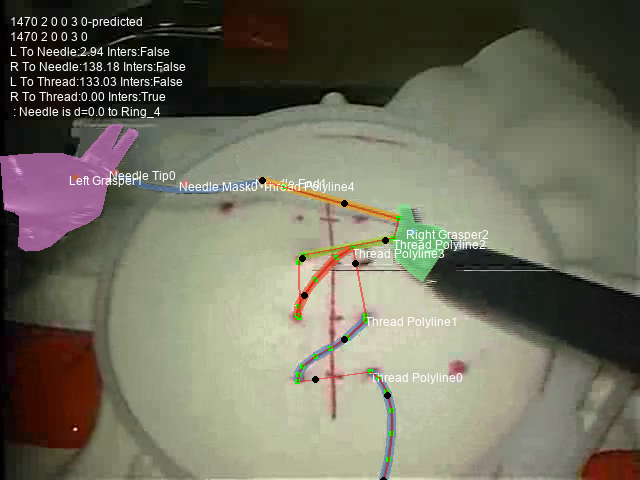 1470 2 0 0 3 0-predicted
1470 2 0 0 3 0
L To Needle:2.94 Inters:False
R To Needle:138.18 Inters:False
L To Thread:133.03 Inters:False
R To Thread:0.00 Inters:True
: Needle is d=0.0 to Ring_4
Needle Tip0
Left Grasper1
Needle Mask0
Thread Polyline4
Right Grasper2
Thread Polyline2
Thread Polyline3
Thread Polyline1
Thread Polyline0